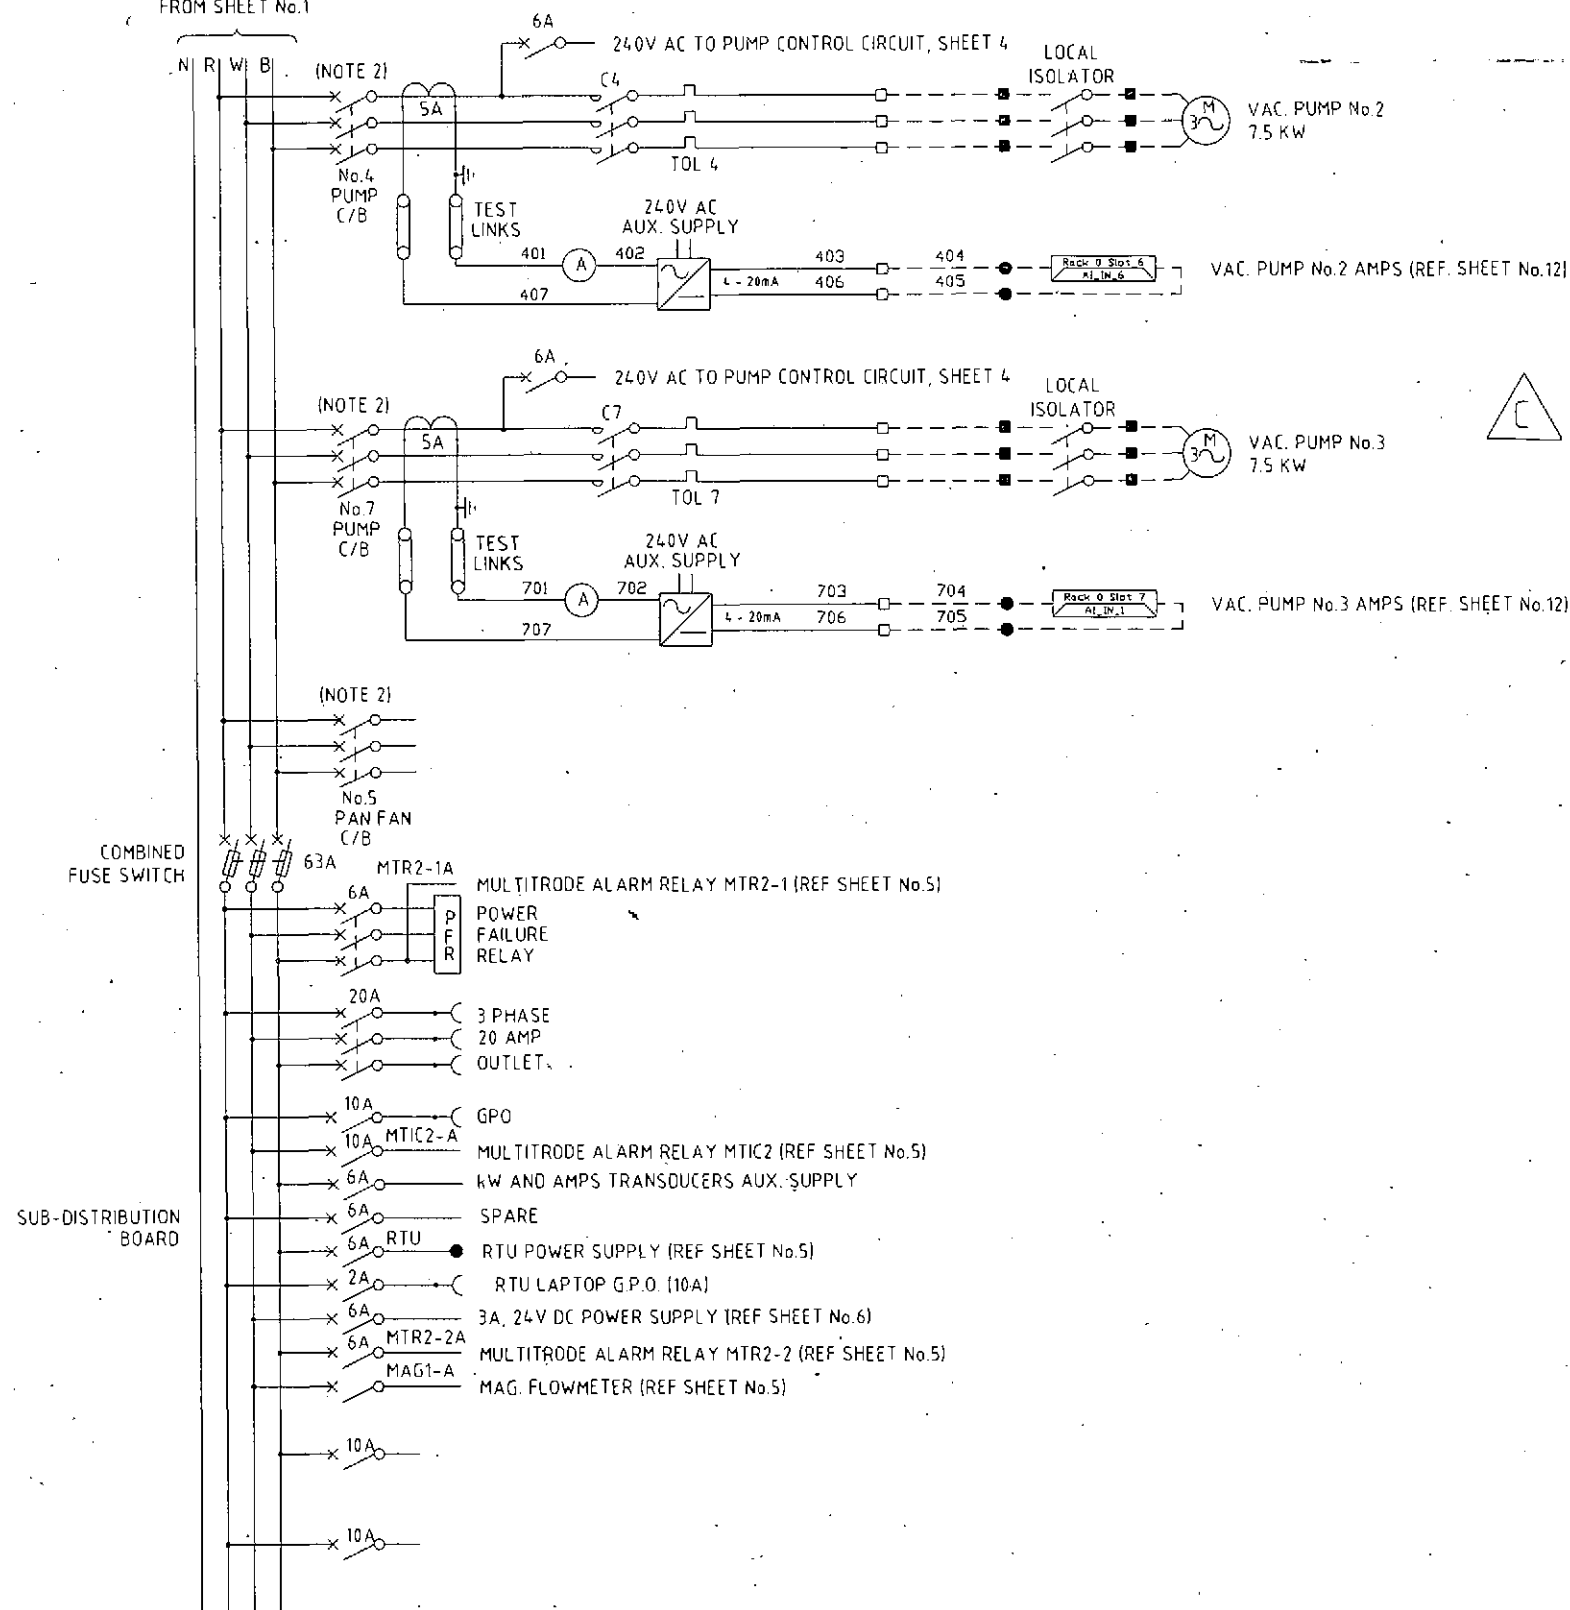 FROM SHEET No.1
N R W B
(NOTE 2)
6A
240V AC TO PUMP CONTROL CIRCUIT, SHEET 4
5A
C4
LOCAL
ISOLATOR
M
3
VAC. PUMP No.2
7.5 KW
TOL 4
No.4
PUMP
C/B
TEST
LINKS
240V AC
AUX. SUPPLY
401
A
402
407
4 - 20mA
403
404
406
405
Rack 0 Slot 6
AI_IN_6
VAC. PUMP No.2 AMPS (REF. SHEET No.12)
6A
240V AC TO PUMP CONTROL CIRCUIT, SHEET 4
(NOTE 2)
5A
C7
LOCAL
ISOLATOR
M
3
VAC. PUMP No.3
7.5 KW
C
TOL 7
No.7
PUMP
C/B
TEST
LINKS
240V AC
AUX. SUPPLY
701
A
702
707
4 - 20mA
703
704
706
705
Rack 0 Slot 7
AI_IN_1
VAC. PUMP No.3 AMPS (REF. SHEET No.12)
(NOTE 2)
No.5
PAN FAN
C/B
COMBINED
FUSE SWITCH
63A
MTR2-1A
MULTITRODE ALARM RELAY MTR2-1 (REF SHEET No.5)
6A
PFR
POWER
FAILURE
RELAY
20A
3 PHASE
20 AMP
OUTLET
10A
GPO
10A MTIC2-A
MULTITRODE ALARM RELAY MTIC2 (REF SHEET No.5)
6A
kW AND AMPS TRANSDUCERS AUX. SUPPLY
SUB-DISTRIBUTION
BOARD
6A
SPARE
6A RTU
RTU POWER SUPPLY (REF SHEET No.5)
2A
RTU LAPTOP G.P.O. (10A)
6A
3A, 24V DC POWER SUPPLY (REF SHEET No.6)
6A MTR2-2A
MULTITRODE ALARM RELAY MTR2-2 (REF SHEET No.5)
MAG1-A
MAG. FLOWMETER (REF SHEET No.5)
10A
10A